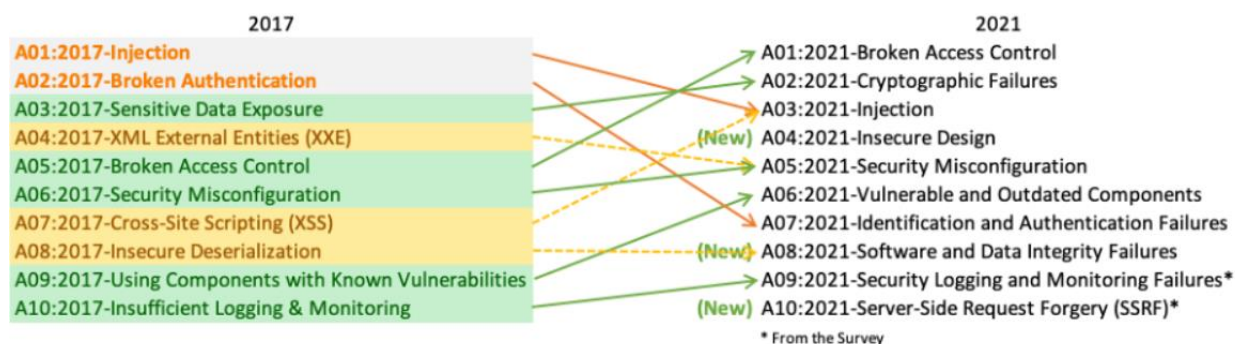 2017
2021
A01:2017-Injection
A02:2017-Broken Authentication
A03:2017-Sensitive Data Exposure
A04:2017-XML External Entities (XXE)
A05:2017-Broken Access Control
A06:2017-Security Misconfiguration
A07:2017-Cross-Site Scripting (XSS)
A08:2017-Insecure Deserialization
A09:2017-Using Components with Known Vulnerabilities
A10:2017-Insufficient Logging & Monitoring
A01:2021-Broken Access Control
A02:2021-Cryptographic Failures
A03:2021-Injection
(New) A04:2021-Insecure Design
A05:2021-Security Misconfiguration
A06:2021-Vulnerable and Outdated Components
A07:2021-Identification and Authentication Failures
(New) A08:2021-Software and Data Integrity Failures
A09:2021-Security Logging and Monitoring Failures*
(New) A10:2021-Server-Side Request Forgery (SSRF)*
* From the Survey